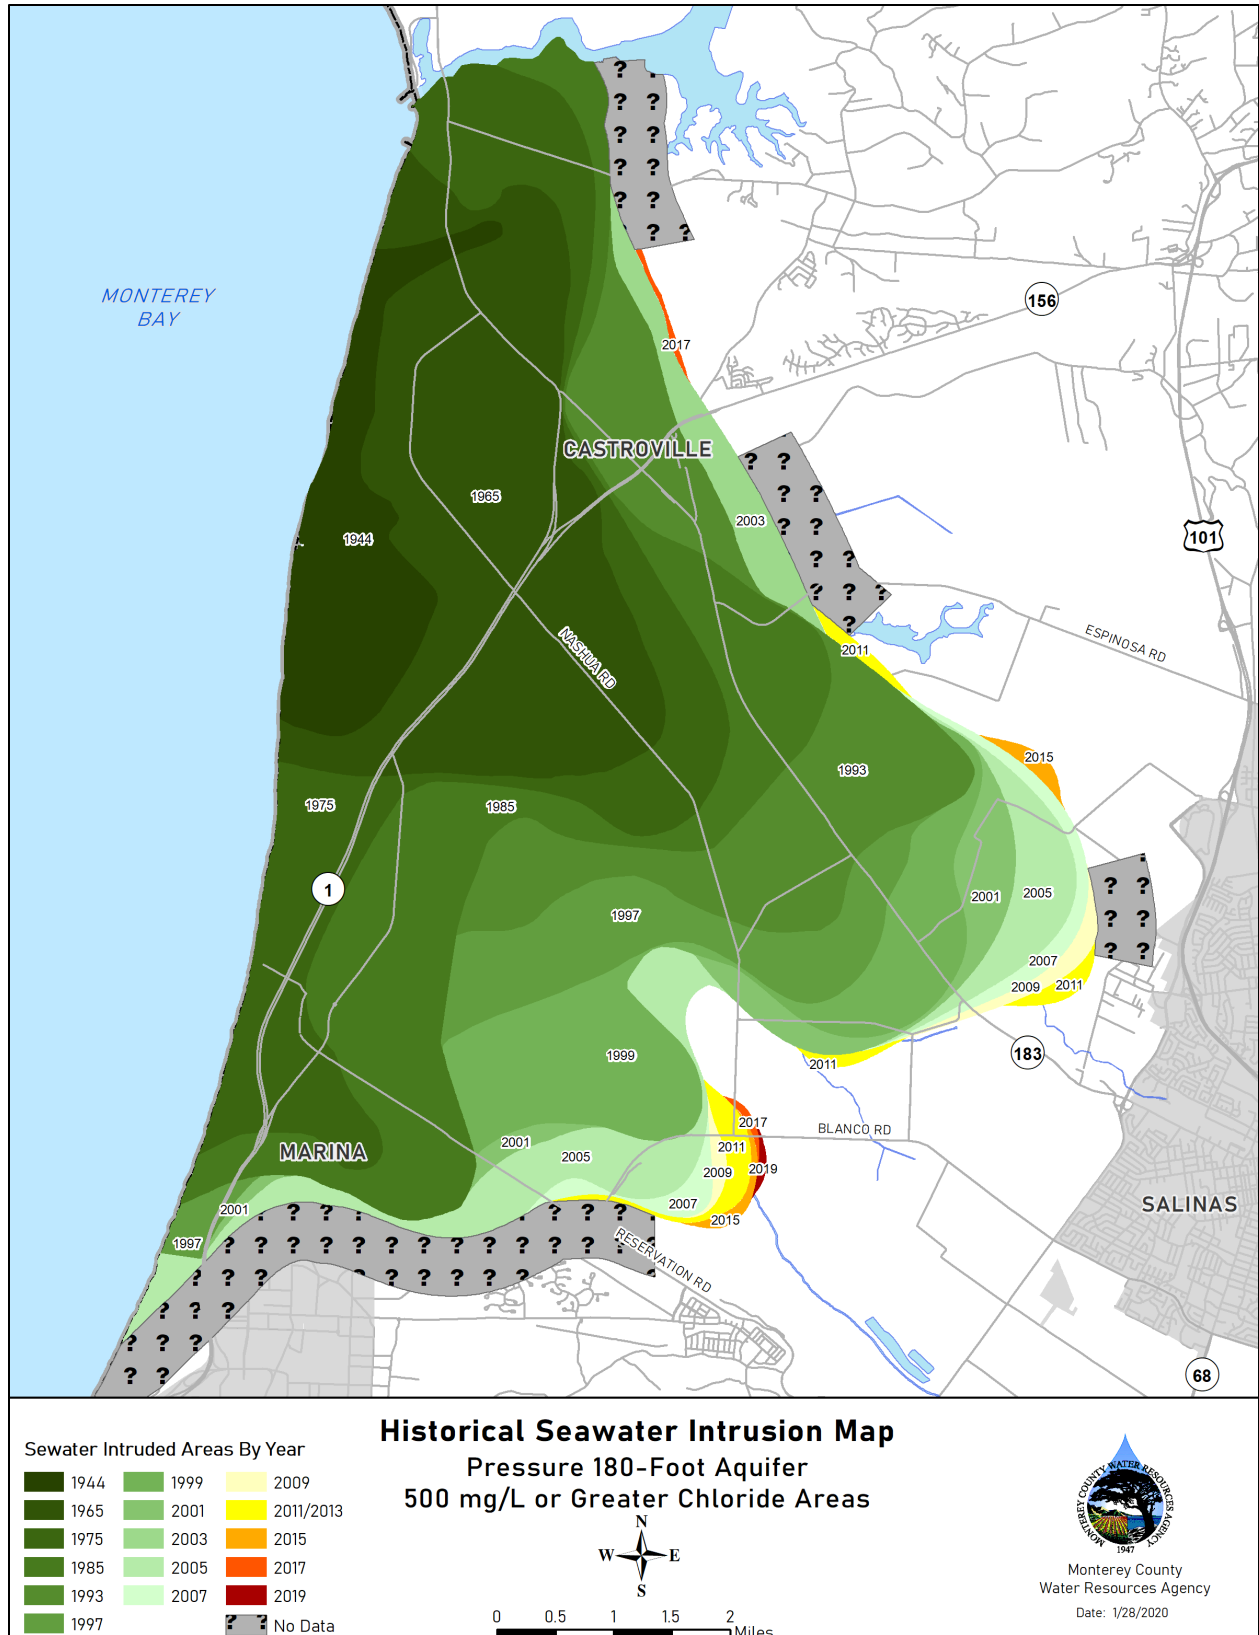 MONTEREY
BAY
156
2017
CASTROVILLE
1965
2003
1944
101
NASHUA RD
ESPINOSA RD
2011
2015
1993
1975
1985
1
2001
2005
1997
2007
2009
2011
1999
183
2011
2017
BLANCO RD
2001
2011
MARINA
2005
2009
2019
2007
SALINAS
2001
2015
1997
RESERVATION RD
68
Historical Seawater Intrusion Map
Pressure 180-Foot Aquifer
500 mg/L or Greater Chloride Areas
Sewater Intruded Areas By Year
1944
1965
1975
1985
1993
1997
1999
2001
2003
2005
2007
2009
2011/2013
2015
2017
2019
? ? No Data
N
W E
S
0 0.5 1 1.5 2
Miles
MONTEREY COUNTY WATER RESOURCES AGENCY
1947
Monterey County
Water Resources Agency
Date: 1/28/2020